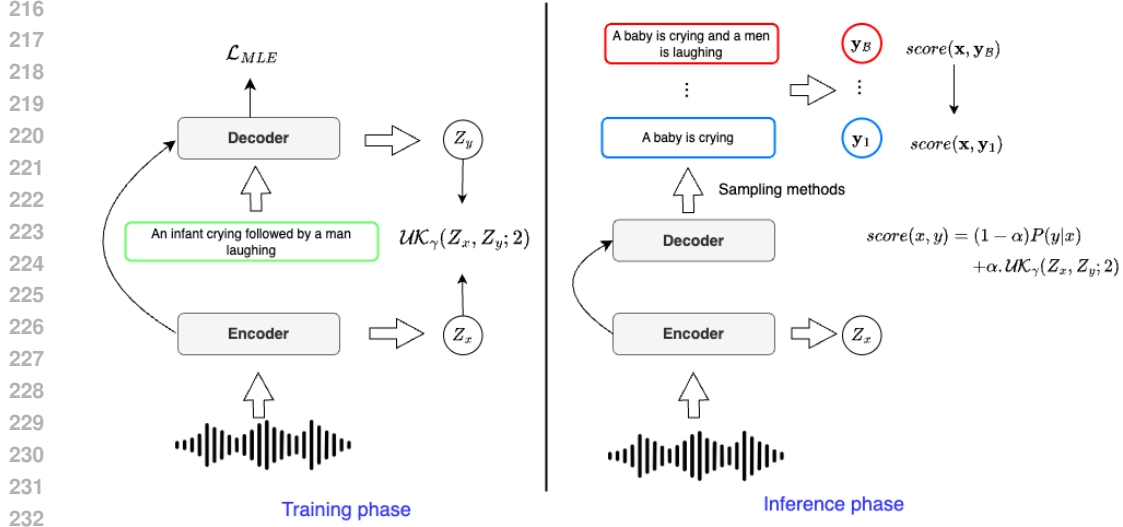 216
217
218
219
220
221
222
223
224
225
226
227
228
229
230
231
232
𝓛_{MLE}
Decoder
Z_y
An infant crying followed by a man
laughing
𝒰𝒦_γ(Z_x, Z_y; 2)
Encoder
Z_x
Training phase
A baby is crying and a men
is laughing
y_ℬ
score(x, y_ℬ)
⋮
⋮
A baby is crying
y_1
score(x, y_1)
Sampling methods
Decoder
score(x, y) = (1 − α)P(y|x)
+α.𝒰𝒦_γ(Z_x, Z_y; 2)
Encoder
Z_x
Inference phase